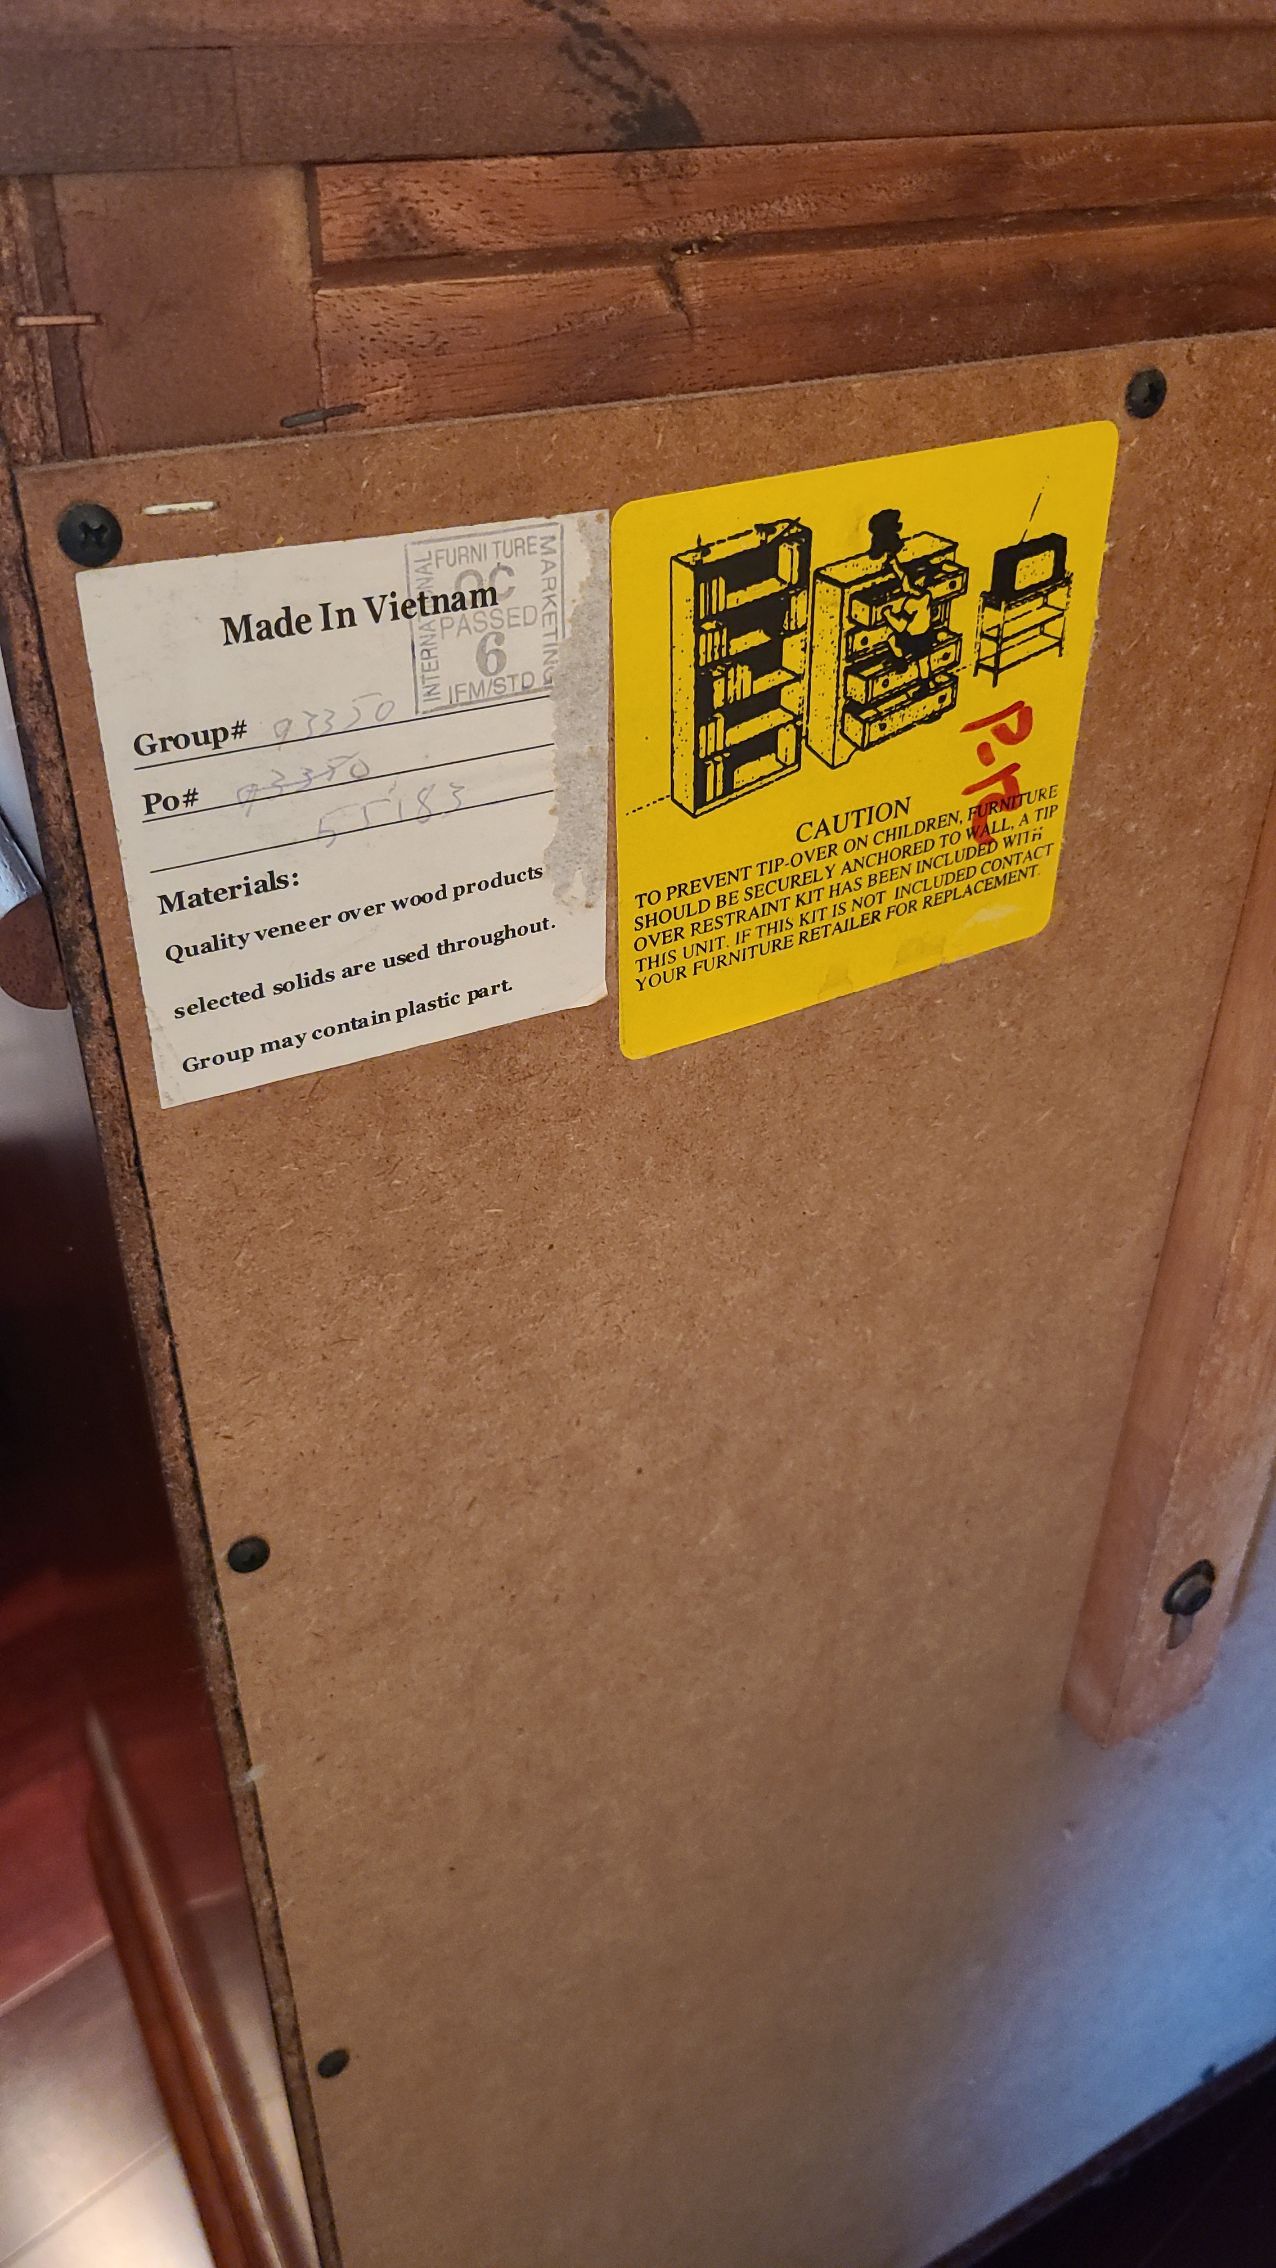 INTERNATIONAL
FURNITURE
MARKETING
QC
PASSED
6
IFM/STD
Made In Vietnam
Group# 93350
Po# 93350
55183
Materials:
Quality veneer over wood products
selected solids are used throughout.
Group may contain plastic part.
CAUTION
TO PREVENT TIP-OVER ON CHILDREN, FURNITURE
SHOULD BE SECURELY ANCHORED TO WALL, A TIP
OVER RESTRAINT KIT HAS BEEN INCLUDED WITH
THIS UNIT. IF THIS KIT IS NOT INCLUDED CONTACT
YOUR FURNITURE RETAILER FOR REPLACEMENT.